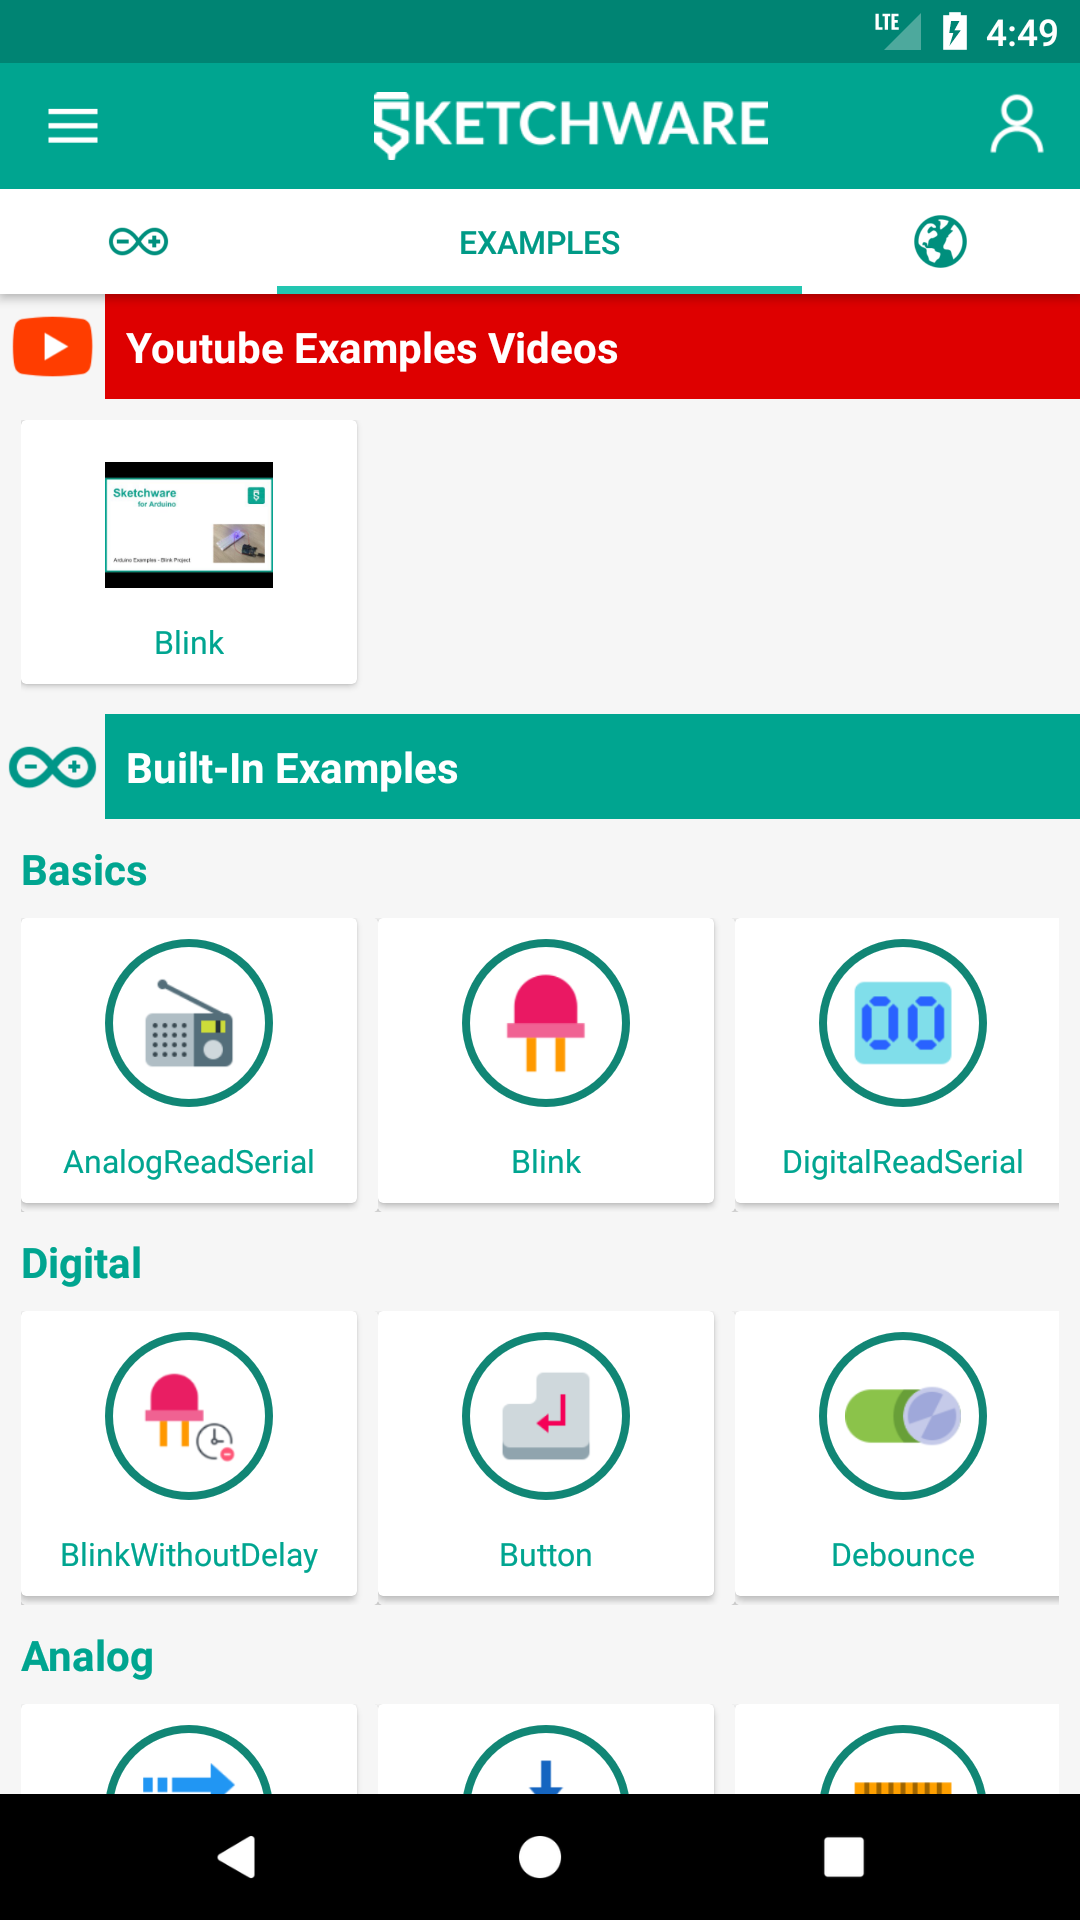 LTE 4:49
SKETCHWARE
EXAMPLES
Youtube Examples Videos
Sketchware
for Arduino
Arduino Examples - Blink Project
Blink
Built-In Examples
Basics
AnalogReadSerial Blink DigitalReadSerial
Digital
BlinkWithoutDelay Button Debounce
Analog